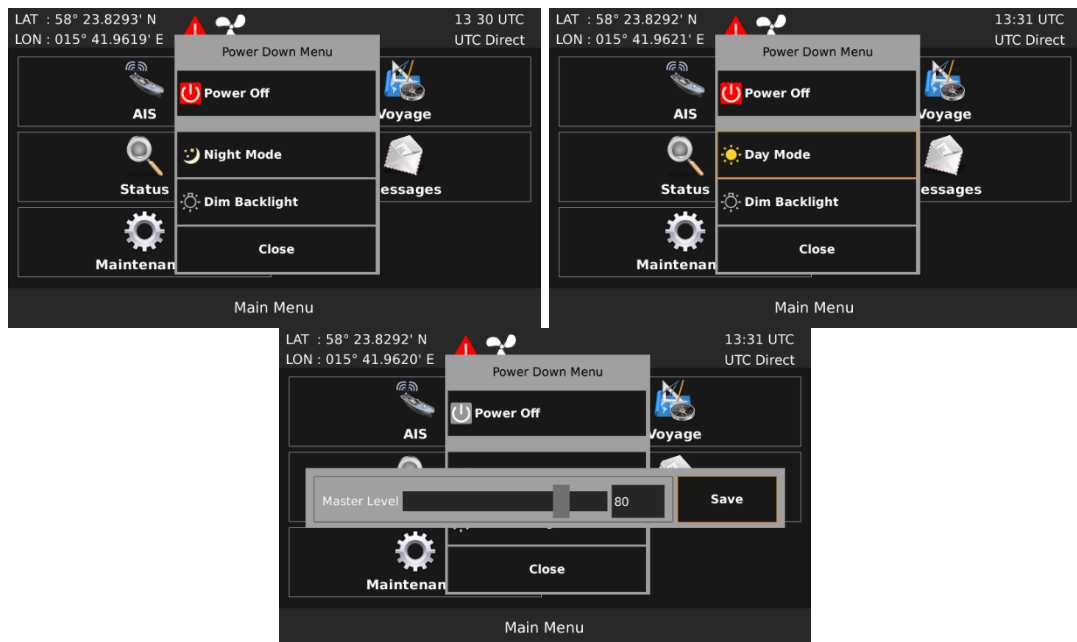 LAT : 58° 23.8293' N
13 30 UTC
LON : 015° 41.9619' E
UTC Direct
Power Down Menu
Power Off
AIS
Voyage
Night Mode
Status
essages
Dim Backlight
Close
Maintenan
Main Menu
LAT : 58° 23.8292' N
13:31 UTC
LON : 015° 41.9621' E
UTC Direct
Power Down Menu
Power Off
AIS
Voyage
Day Mode
Status
essages
Dim Backlight
Close
Maintenan
Main Menu
LAT : 58° 23.8292' N
13:31 UTC
LON : 015° 41.9620' E
UTC Direct
Power Down Menu
Power Off
AIS
Voyage
Master Level
80
Save
Close
Maintenan
Main Menu